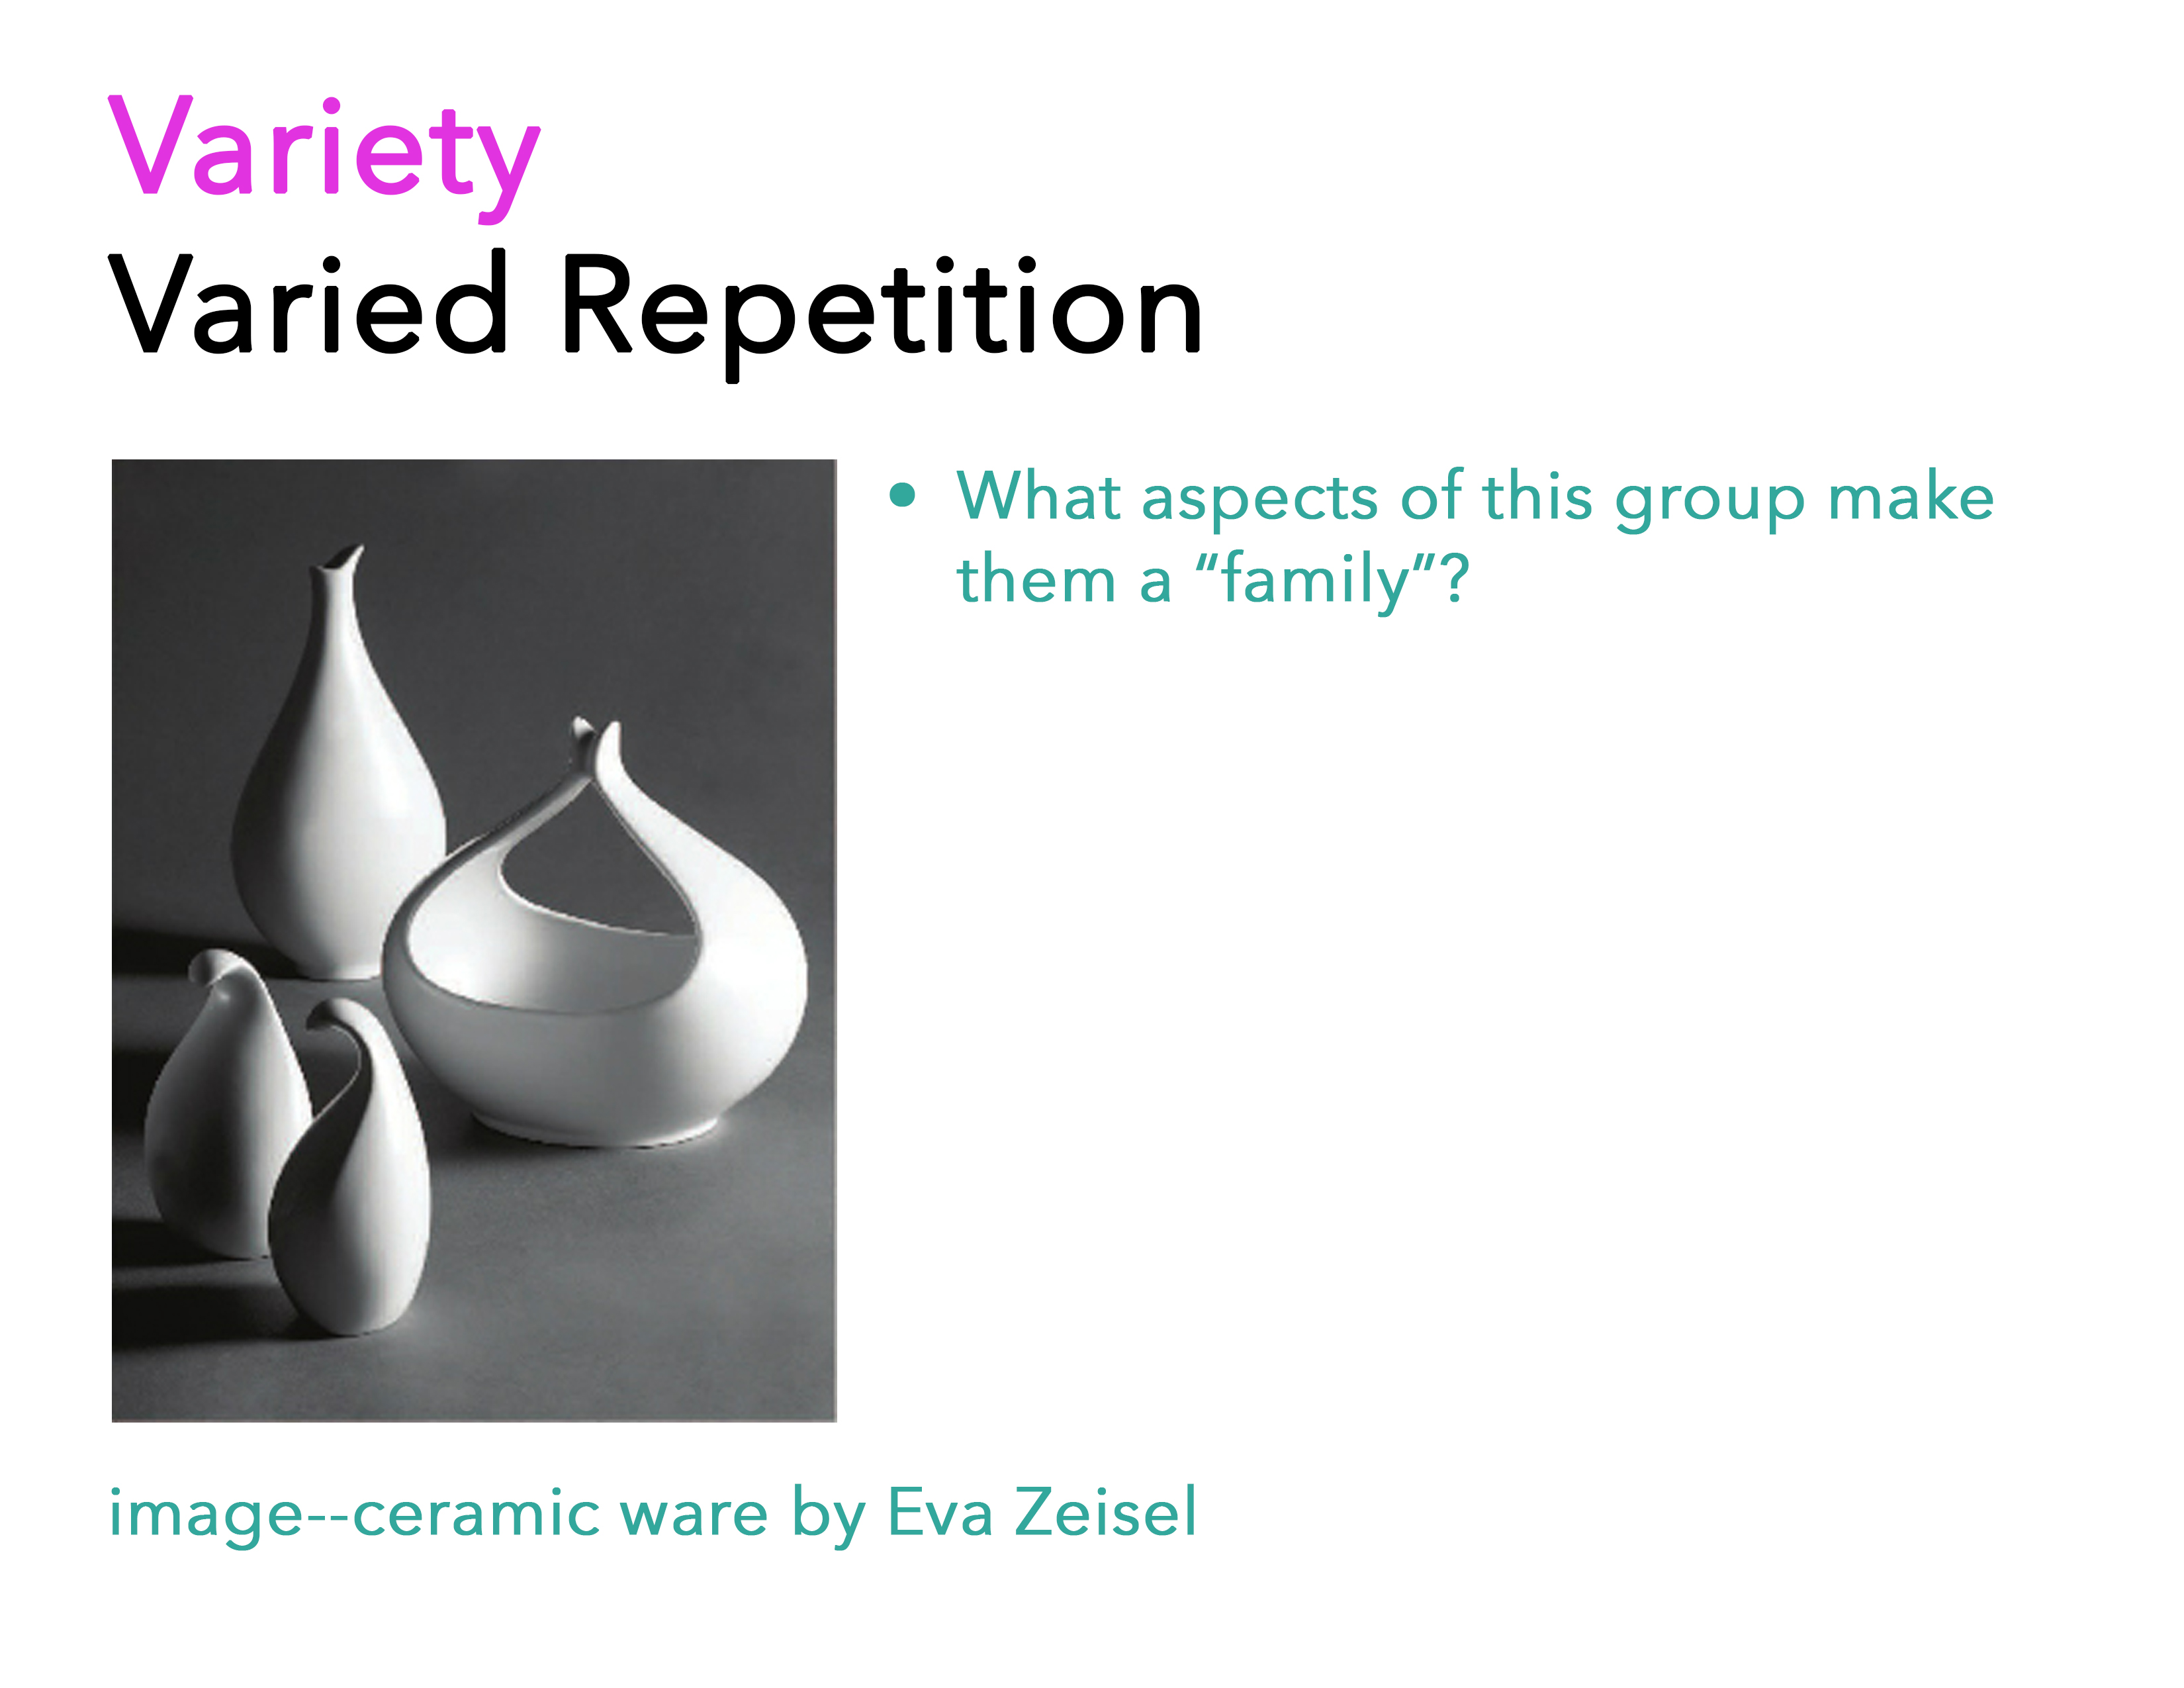 Variety
Varied Repetition
• What aspects of this group make
them a “family”?
image--ceramic ware by Eva Zeisel